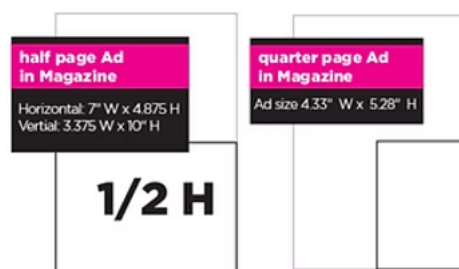 half page Ad
in Magazine
Horizontal: 7" W x 4.875 H
Vertial: 3.375 W x 10" H
1/2 H
quarter page Ad
in Magazine
Ad size 4.33" W x 5.28" H